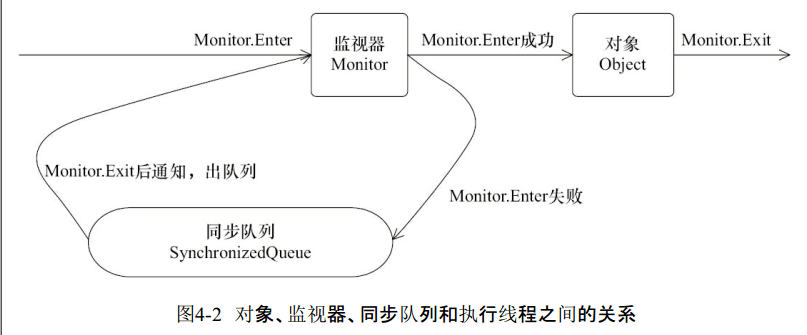 Monitor.Enter
监视器
Monitor
Monitor.Enter成功
对象
Object
Monitor.Exit
Monitor.Exit后通知，出队列
Monitor.Enter失败
同步队列
SynchronizedQueue
图4-2 对象、监视器、同步队列和执行线程之间的关系